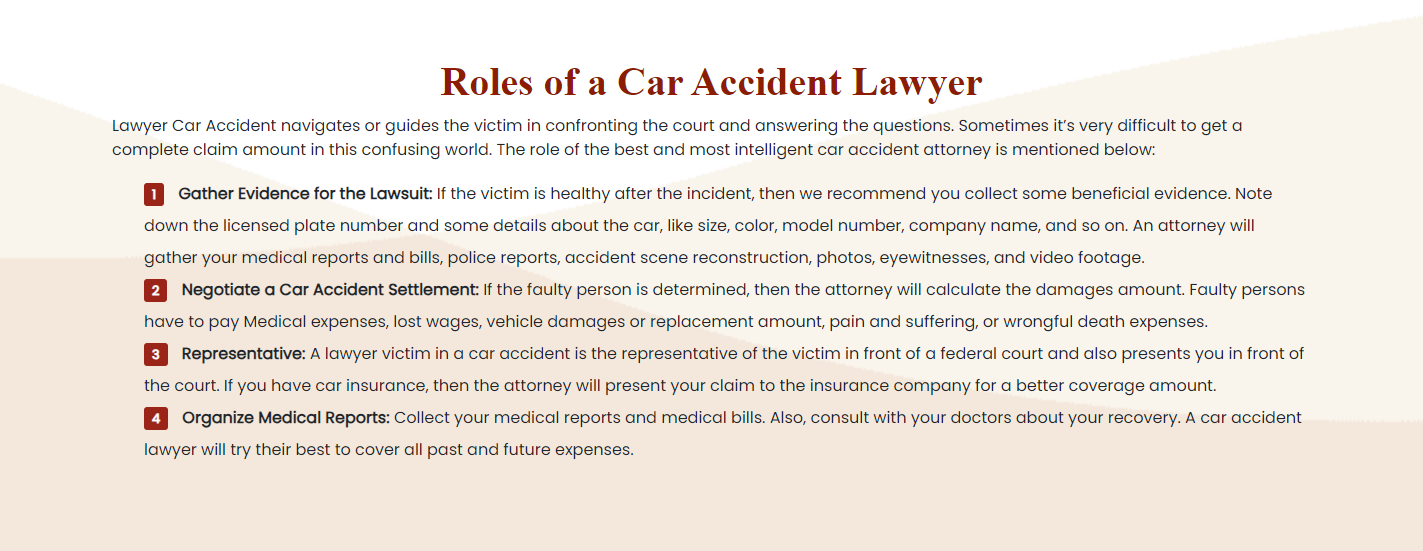 Roles of a Car Accident Lawyer
Lawyer Car Accident navigates or guides the victim in confronting the court and answering the questions. Sometimes it’s very difficult to get a
complete claim amount in this confusing world. The role of the best and most intelligent car accident attorney is mentioned below:
1 Gather Evidence for the Lawsuit: If the victim is healthy after the incident, then we recommend you collect some beneficial evidence. Note
down the licensed plate number and some details about the car, like size, color, model number, company name, and so on. An attorney will
gather your medical reports and bills, police reports, accident scene reconstruction, photos, eyewitnesses, and video footage.
2 Negotiate a Car Accident Settlement: If the faulty person is determined, then the attorney will calculate the damages amount. Faulty persons
have to pay Medical expenses, lost wages, vehicle damages or replacement amount, pain and suffering, or wrongful death expenses.
3 Representative: A lawyer victim in a car accident is the representative of the victim in front of a federal court and also presents you in front of
the court. If you have car insurance, then the attorney will present your claim to the insurance company for a better coverage amount.
4 Organize Medical Reports: Collect your medical reports and medical bills. Also, consult with your doctors about your recovery. A car accident
lawyer will try their best to cover all past and future expenses.